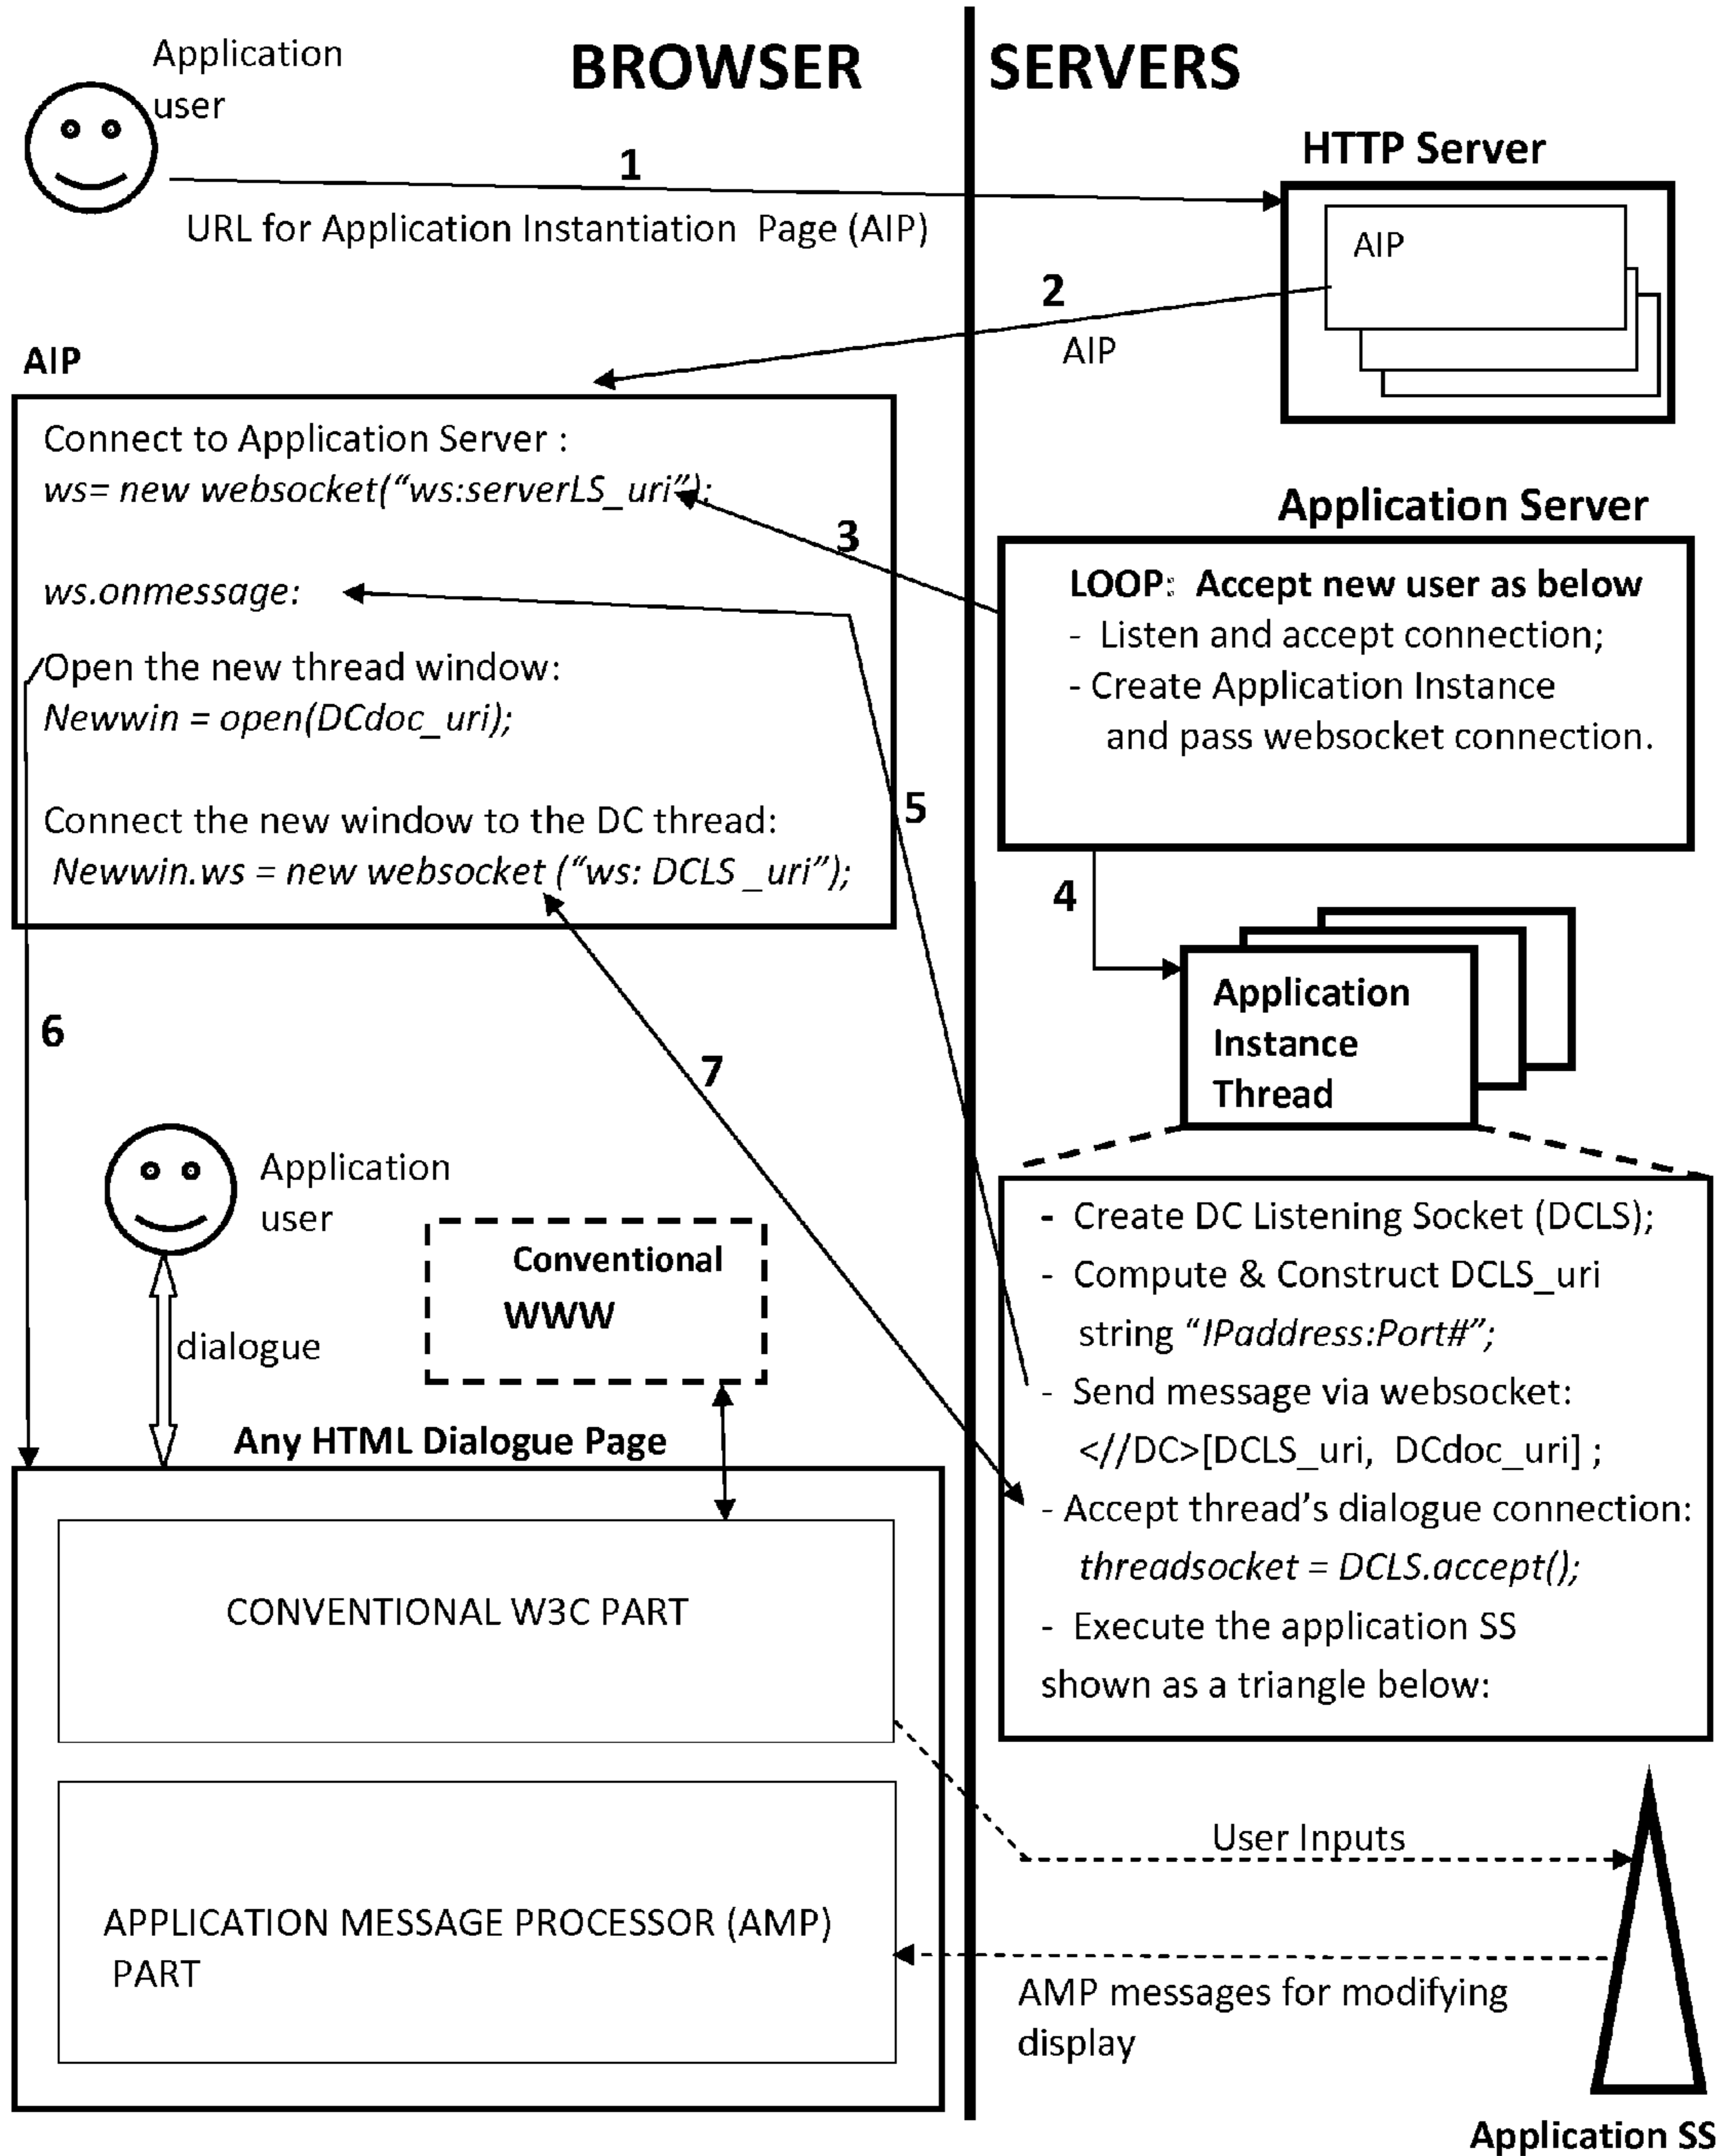 Application
user
BROWSER
SERVERS
1
URL for Application Instantiation Page (AIP)
HTTP Server
AIP
2
AIP
AIP
Connect to Application Server :
ws= new websocket(“ws:serverLS_uri”);
ws.onmessage:
Open the new thread window:
Newwin = open(DCdoc_uri);
Connect the new window to the DC thread:
Newwin.ws = new websocket (“ws: DCLS _uri”);
3
Application Server
LOOP: Accept new user as below
- Listen and accept connection;
- Create Application Instance
and pass websocket connection.
5
4
Application
Instance
Thread
6
7
Application
user
dialogue
Conventional
WWW
- Create DC Listening Socket (DCLS);
- Compute & Construct DCLS_uri
string “IPaddress:Port#”;
- Send message via websocket:
<//DC>[DCLS_uri, DCdoc_uri] ;
- Accept thread’s dialogue connection:
threadsocket = DCLS.accept();
- Execute the application SS
shown as a triangle below:
Any HTML Dialogue Page
CONVENTIONAL W3C PART
APPLICATION MESSAGE PROCESSOR (AMP)
PART
User Inputs
AMP messages for modifying
display
Application SS